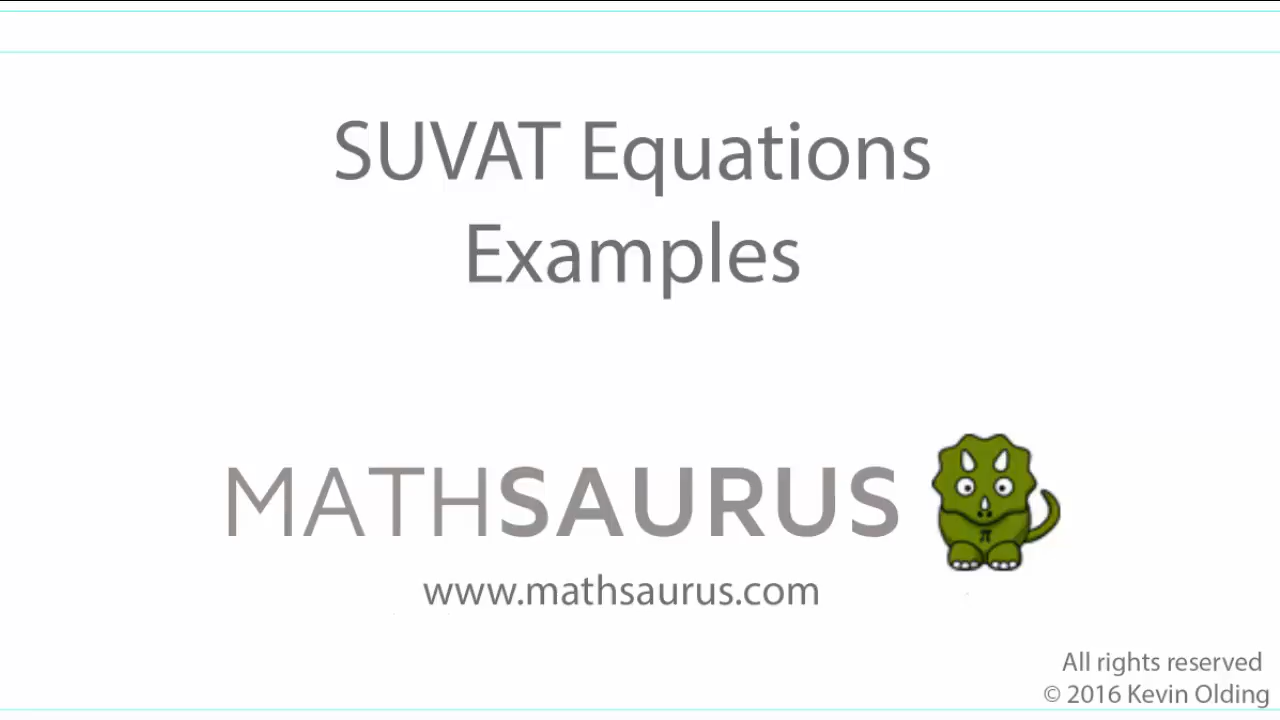 SUVAT Equations
Examples
MATHSAURUS
π
www.mathsaurus.com
All rights reserved
© 2016 Kevin Olding